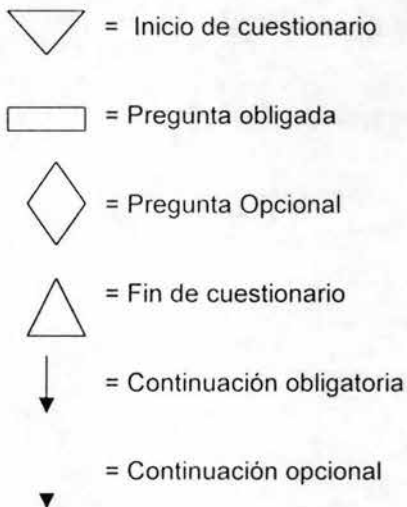 = Inicio de cuestionario
= Pregunta obligada
= Pregunta Opcional
= Fin de cuestionario
= Continuación obligatoria
= Continuación opcional